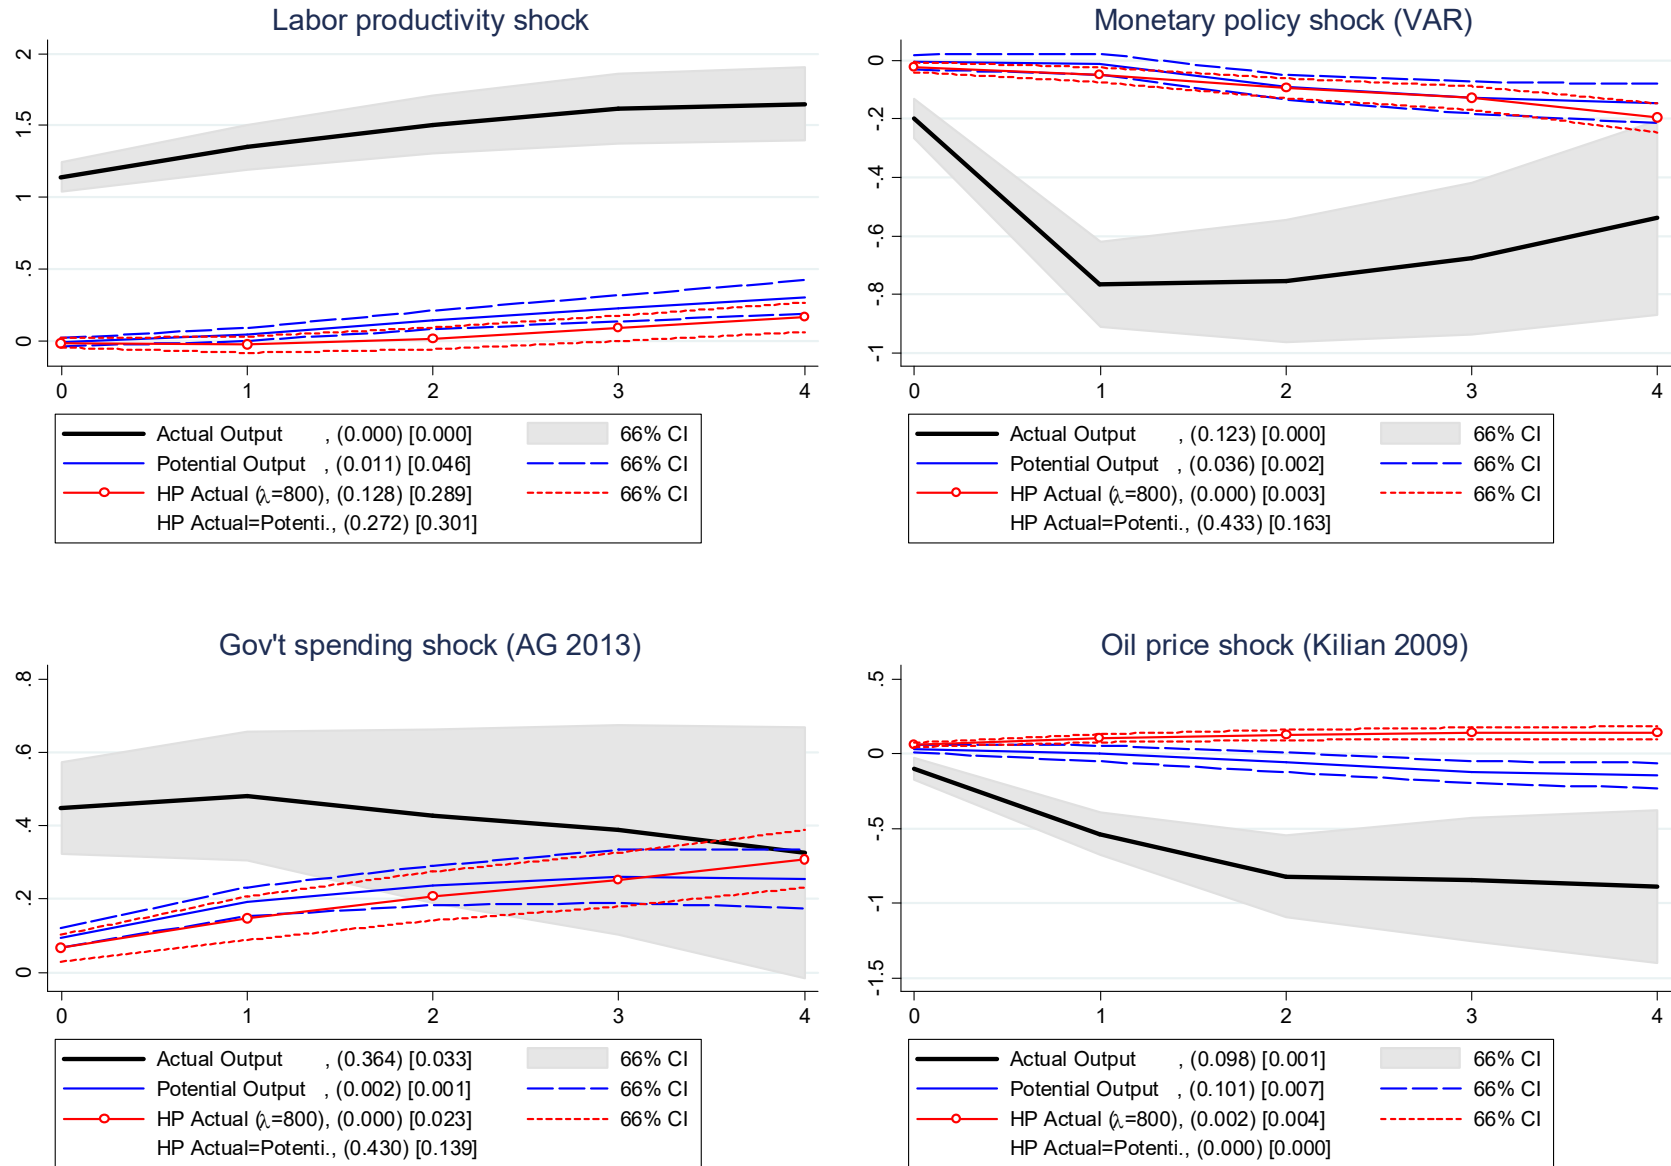 Labor productivity shock
2
1.5
1
.5
0
0 1 2 3 4
Actual Output , (0.000) [0.000] 66% CI
Potential Output , (0.011) [0.046] 66% CI
HP Actual (λ=800), (0.128) [0.289] 66% CI
HP Actual=Potenti., (0.272) [0.301]
Monetary policy shock (VAR)
0
-.2
-.4
-.6
-.8
-1
0 1 2 3 4
Actual Output , (0.123) [0.000] 66% CI
Potential Output , (0.036) [0.002] 66% CI
HP Actual (λ=800), (0.000) [0.003] 66% CI
HP Actual=Potenti., (0.433) [0.163]
Gov't spending shock (AG 2013)
.8
.6
.4
.2
0
0 1 2 3 4
Actual Output , (0.364) [0.033] 66% CI
Potential Output , (0.002) [0.001] 66% CI
HP Actual (λ=800), (0.000) [0.023] 66% CI
HP Actual=Potenti., (0.430) [0.139]
Oil price shock (Kilian 2009)
.5
0
-.5
-1
-1.5
0 1 2 3 4
Actual Output , (0.098) [0.001] 66% CI
Potential Output , (0.101) [0.007] 66% CI
HP Actual (λ=800), (0.002) [0.004] 66% CI
HP Actual=Potenti., (0.000) [0.000]